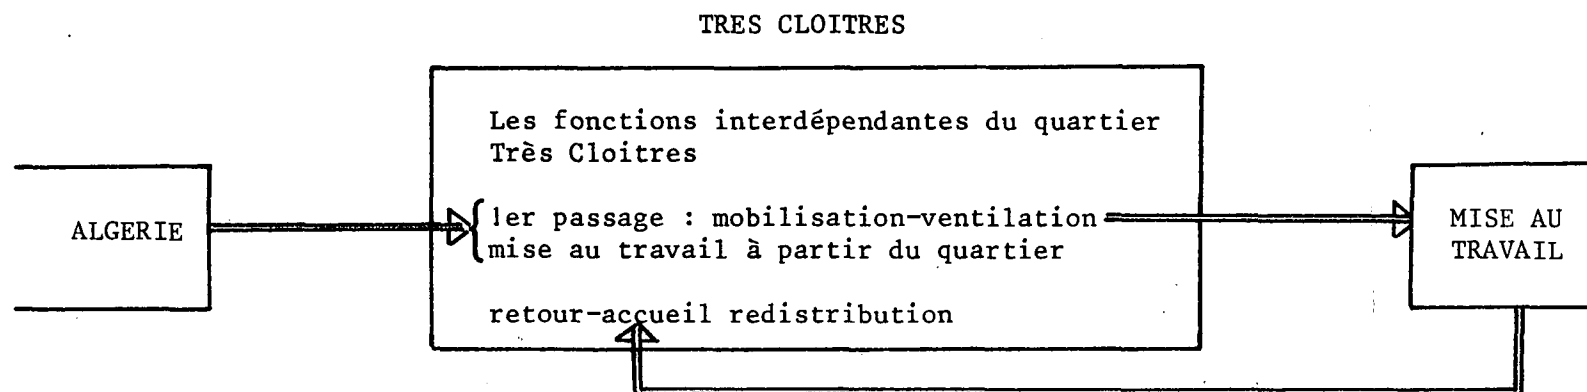 TRES CLOITRES
Les fonctions interdépendantes du quartier
Très Cloitres
ALGERIE
1er passage : mobilisation-ventilation
mise au travail à partir du quartier
retour-accueil redistribution
MISE AU
TRAVAIL